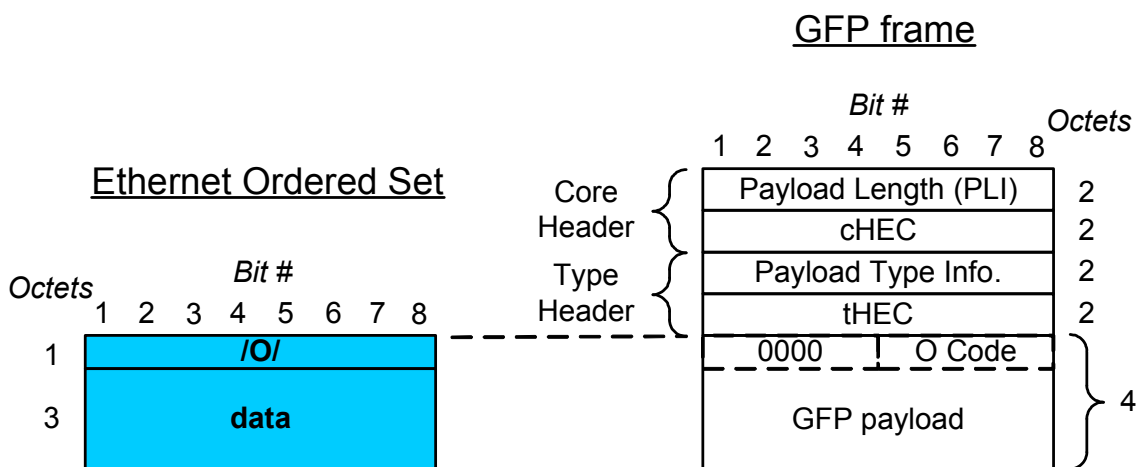 GFP frame
Bit #
Octets
1 2 3 4 5 6 7 8
Ethernet Ordered Set
Core
Header
Payload Length (PLI)
2
cHEC
2
Type
Header
Payload Type Info.
2
tHEC
2
Bit #
Octets
1 2 3 4 5 6 7 8
1
/O/
0000
O Code
3
data
GFP payload
4